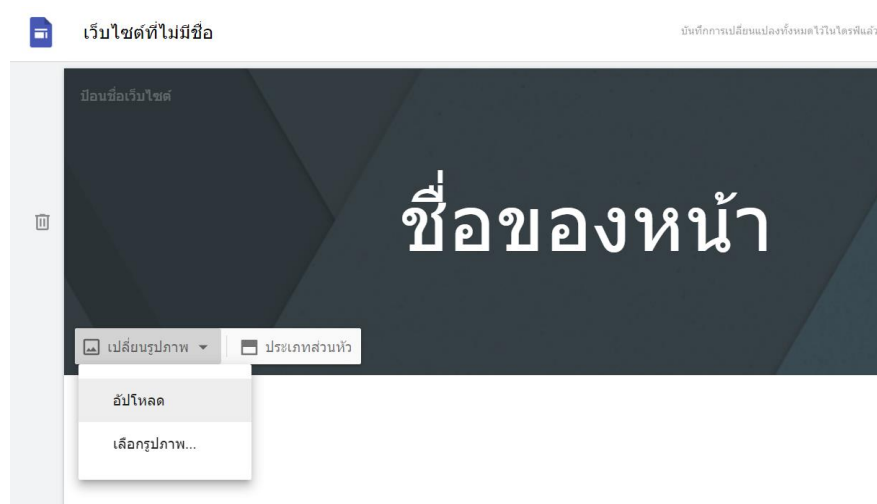 เว็บไซต์ที่ไม่มีชื่อ
บันทึกการเปลี่ยนแปลงทั้งหมดไว้ในไดรฟ์แล้ว
ป้อนชื่อเว็บไซต์
ชื่อของหน้า
เปลี่ยนรูปภาพ
ประเภทส่วนหัว
อัปโหลด
เลือกรูปภาพ...